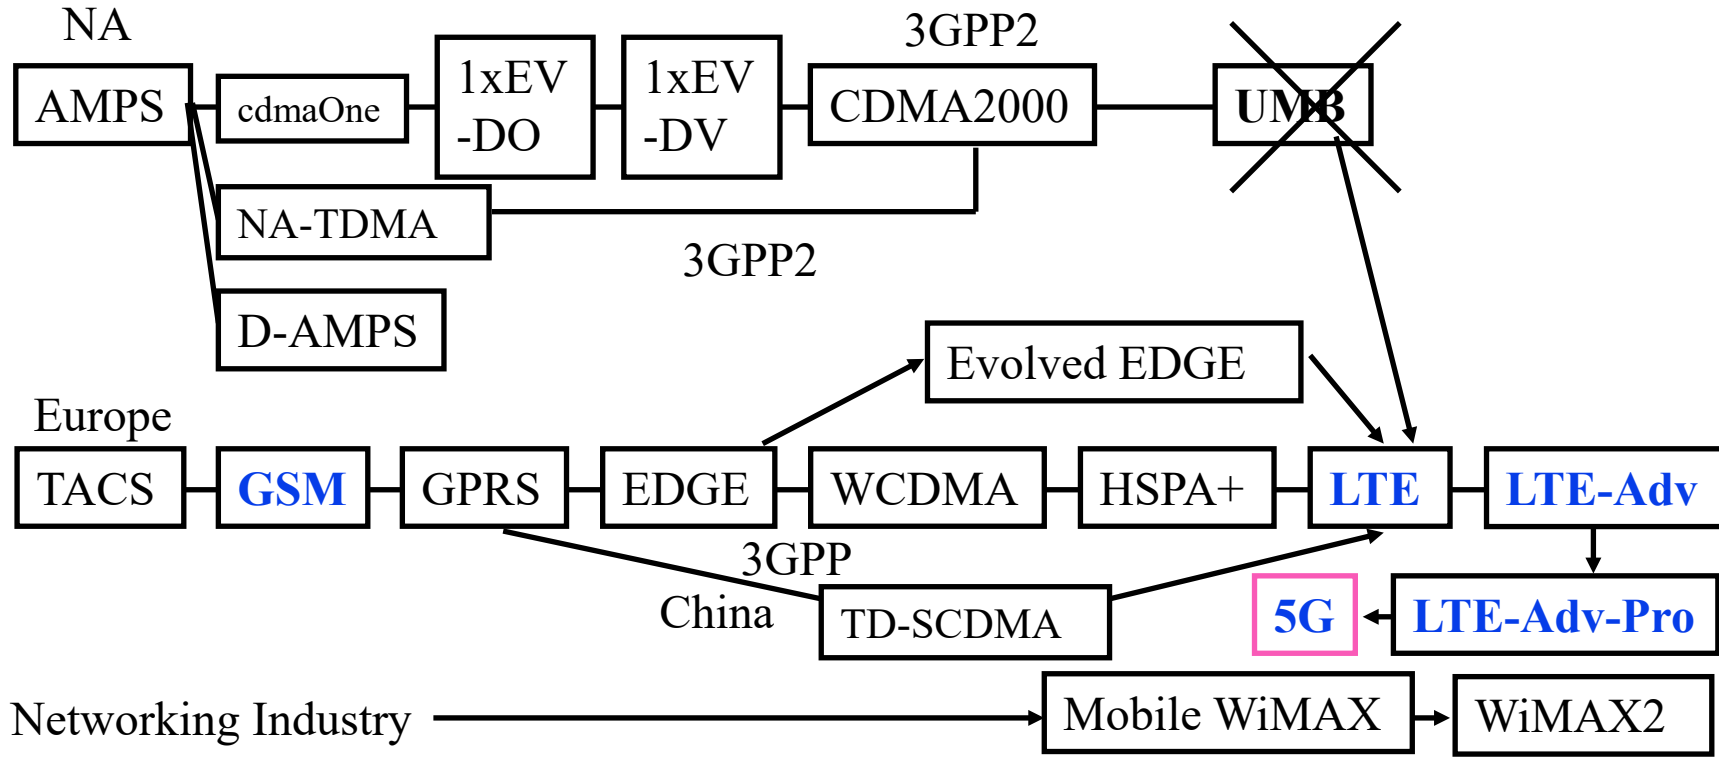 NA
3GPP2
AMPS
cdmaOne
1xEV
-DO
1xEV
-DV
CDMA2000
UMB
NA-TDMA
3GPP2
D-AMPS
Evolved EDGE
Europe
TACS
GSM
GPRS
EDGE
WCDMA
HSPA+
LTE
LTE-Adv
3GPP
China
TD-SCDMA
5G
LTE-Adv-Pro
Networking Industry
Mobile WiMAX
WiMAX2